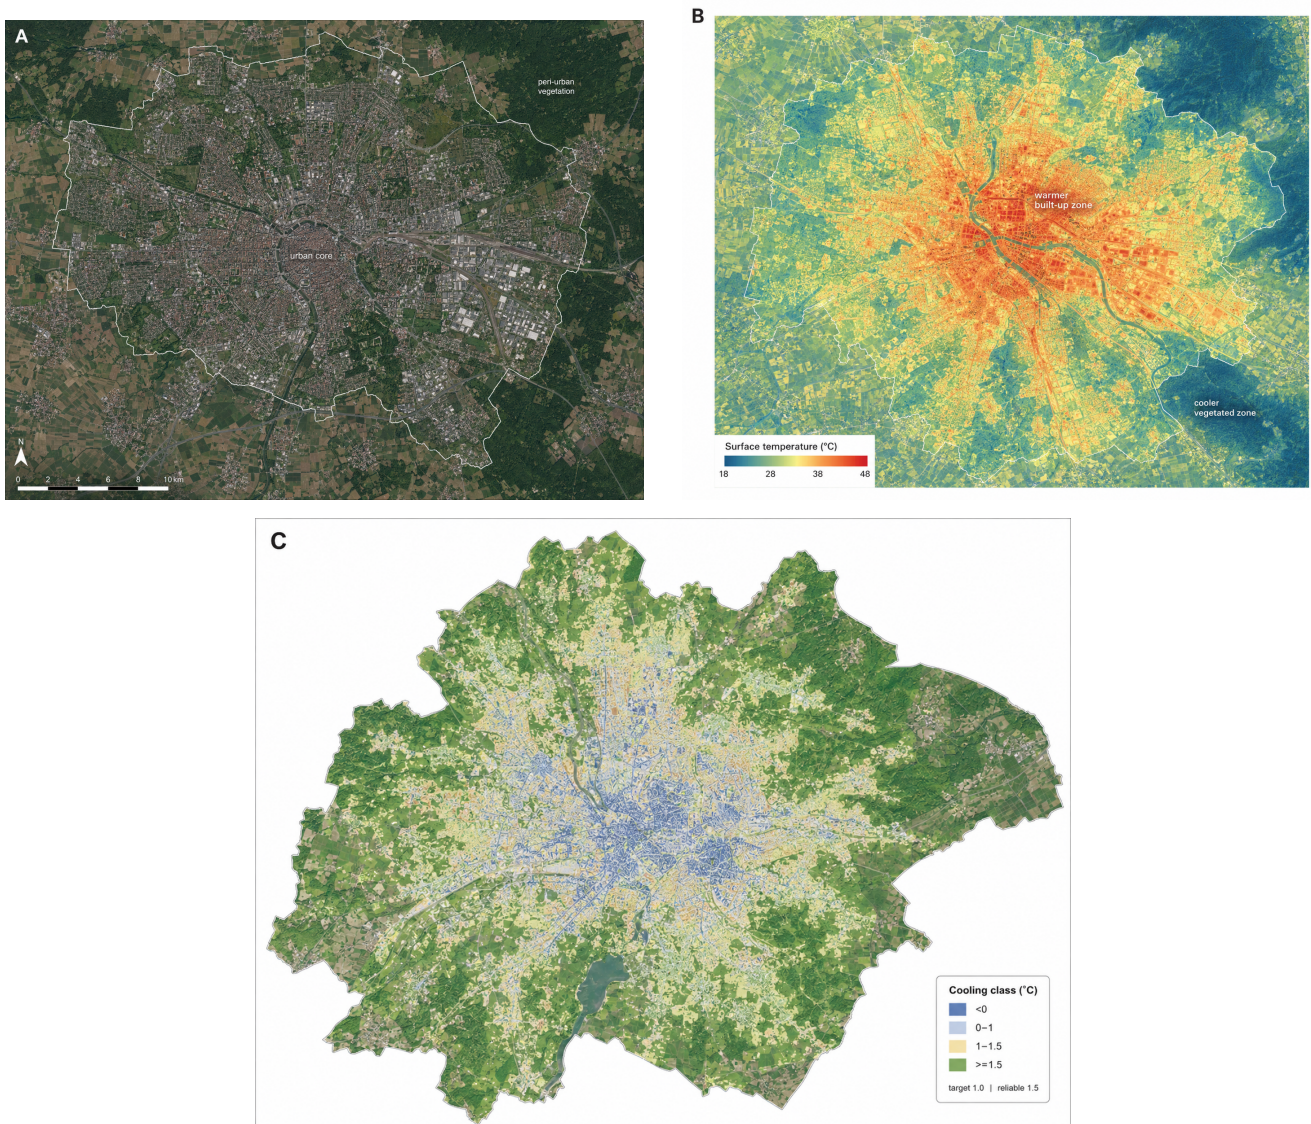 A
peri-urban
vegetation
urban core
N
0 2 4 6 8 10 km
B
warmer
built-up zone
cooler
vegetated zone
Surface temperature (°C)
18 28 38 48
C
Cooling class (°C)
<0
0–1
1–1.5
>=1.5
target 1.0 | reliable 1.5